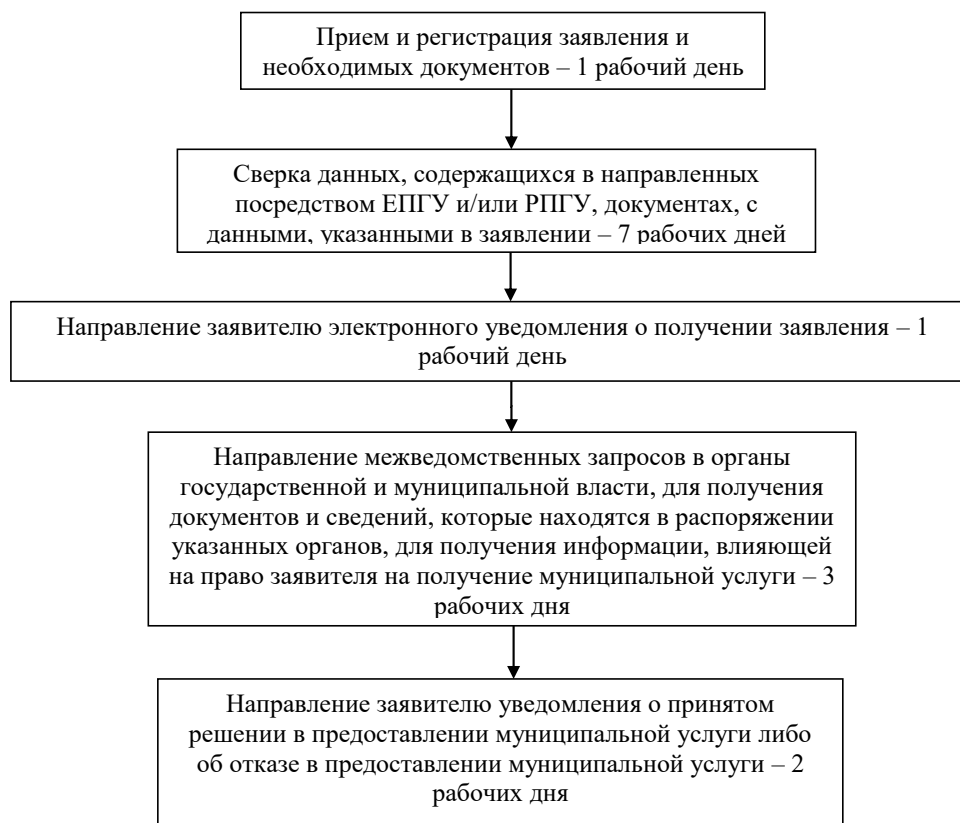 Прием и регистрация заявления и
необходимых документов – 1 рабочий день
Сверка данных, содержащихся в направленных
посредством ЕПГУ и/или РПГУ, документах, с
данными, указанными в заявлении – 7 рабочих дней
Направление заявителю электронного уведомления о получении заявления – 1
рабочий день
Направление межведомственных запросов в органы
государственной и муниципальной власти, для получения
документов и сведений, которые находятся в распоряжении
указанных органов, для получения информации, влияющей
на право заявителя на получение муниципальной услуги – 3
рабочих дня
Направление заявителю уведомления о принятом
решении в предоставлении муниципальной услуги либо
об отказе в предоставлении муниципальной услуги – 2
рабочих дня